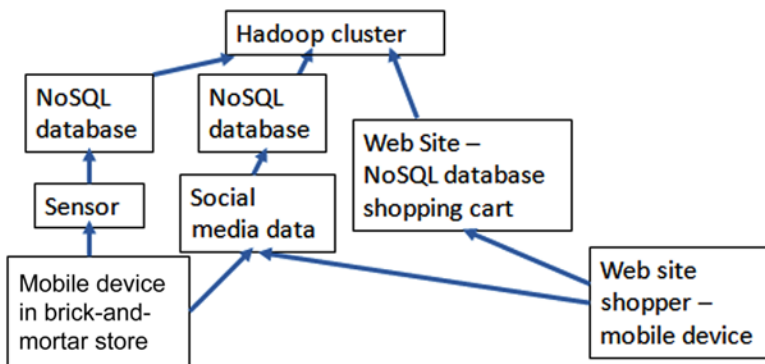 Hadoop cluster
NoSQL
database
NoSQL
database
Web Site –
NoSQL database
shopping cart
Sensor
Social
media data
Mobile device
in brick-and-
mortar store
Web site
shopper –
mobile device